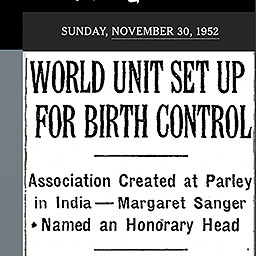 SUNDAY, NOVEMBER 30, 1952
WORLD UNIT SET UP
FOR BIRTH CONTROL
Association Created at Parley
in India—Margaret Sanger
Named an Honorary Head